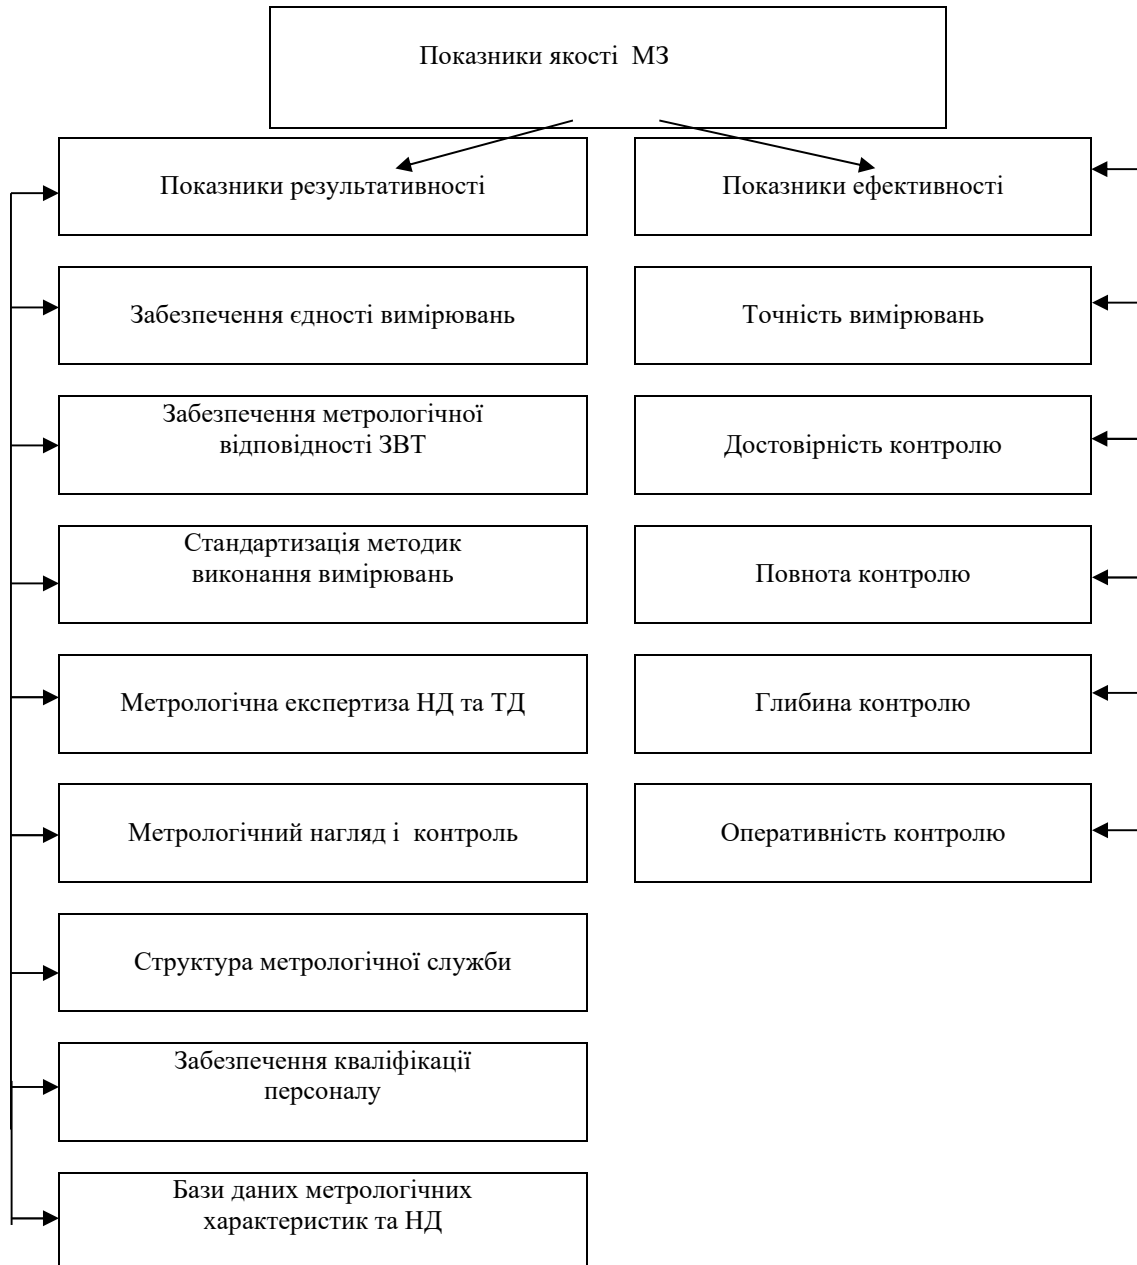 Показники якості МЗ
Показники результативності
Показники ефективності
Забезпечення єдності вимірювань
Точність вимірювань
Забезпечення метрологічної
відповідності ЗВТ
Достовірність контролю
Стандартизація методик
виконання вимірювань
Повнота контролю
Метрологічна експертиза НД та ТД
Глибина контролю
Метрологічний нагляд і контроль
Оперативність контролю
Структура метрологічної служби
Забезпечення кваліфікації
персоналу
Бази даних метрологічних
характеристик та НД